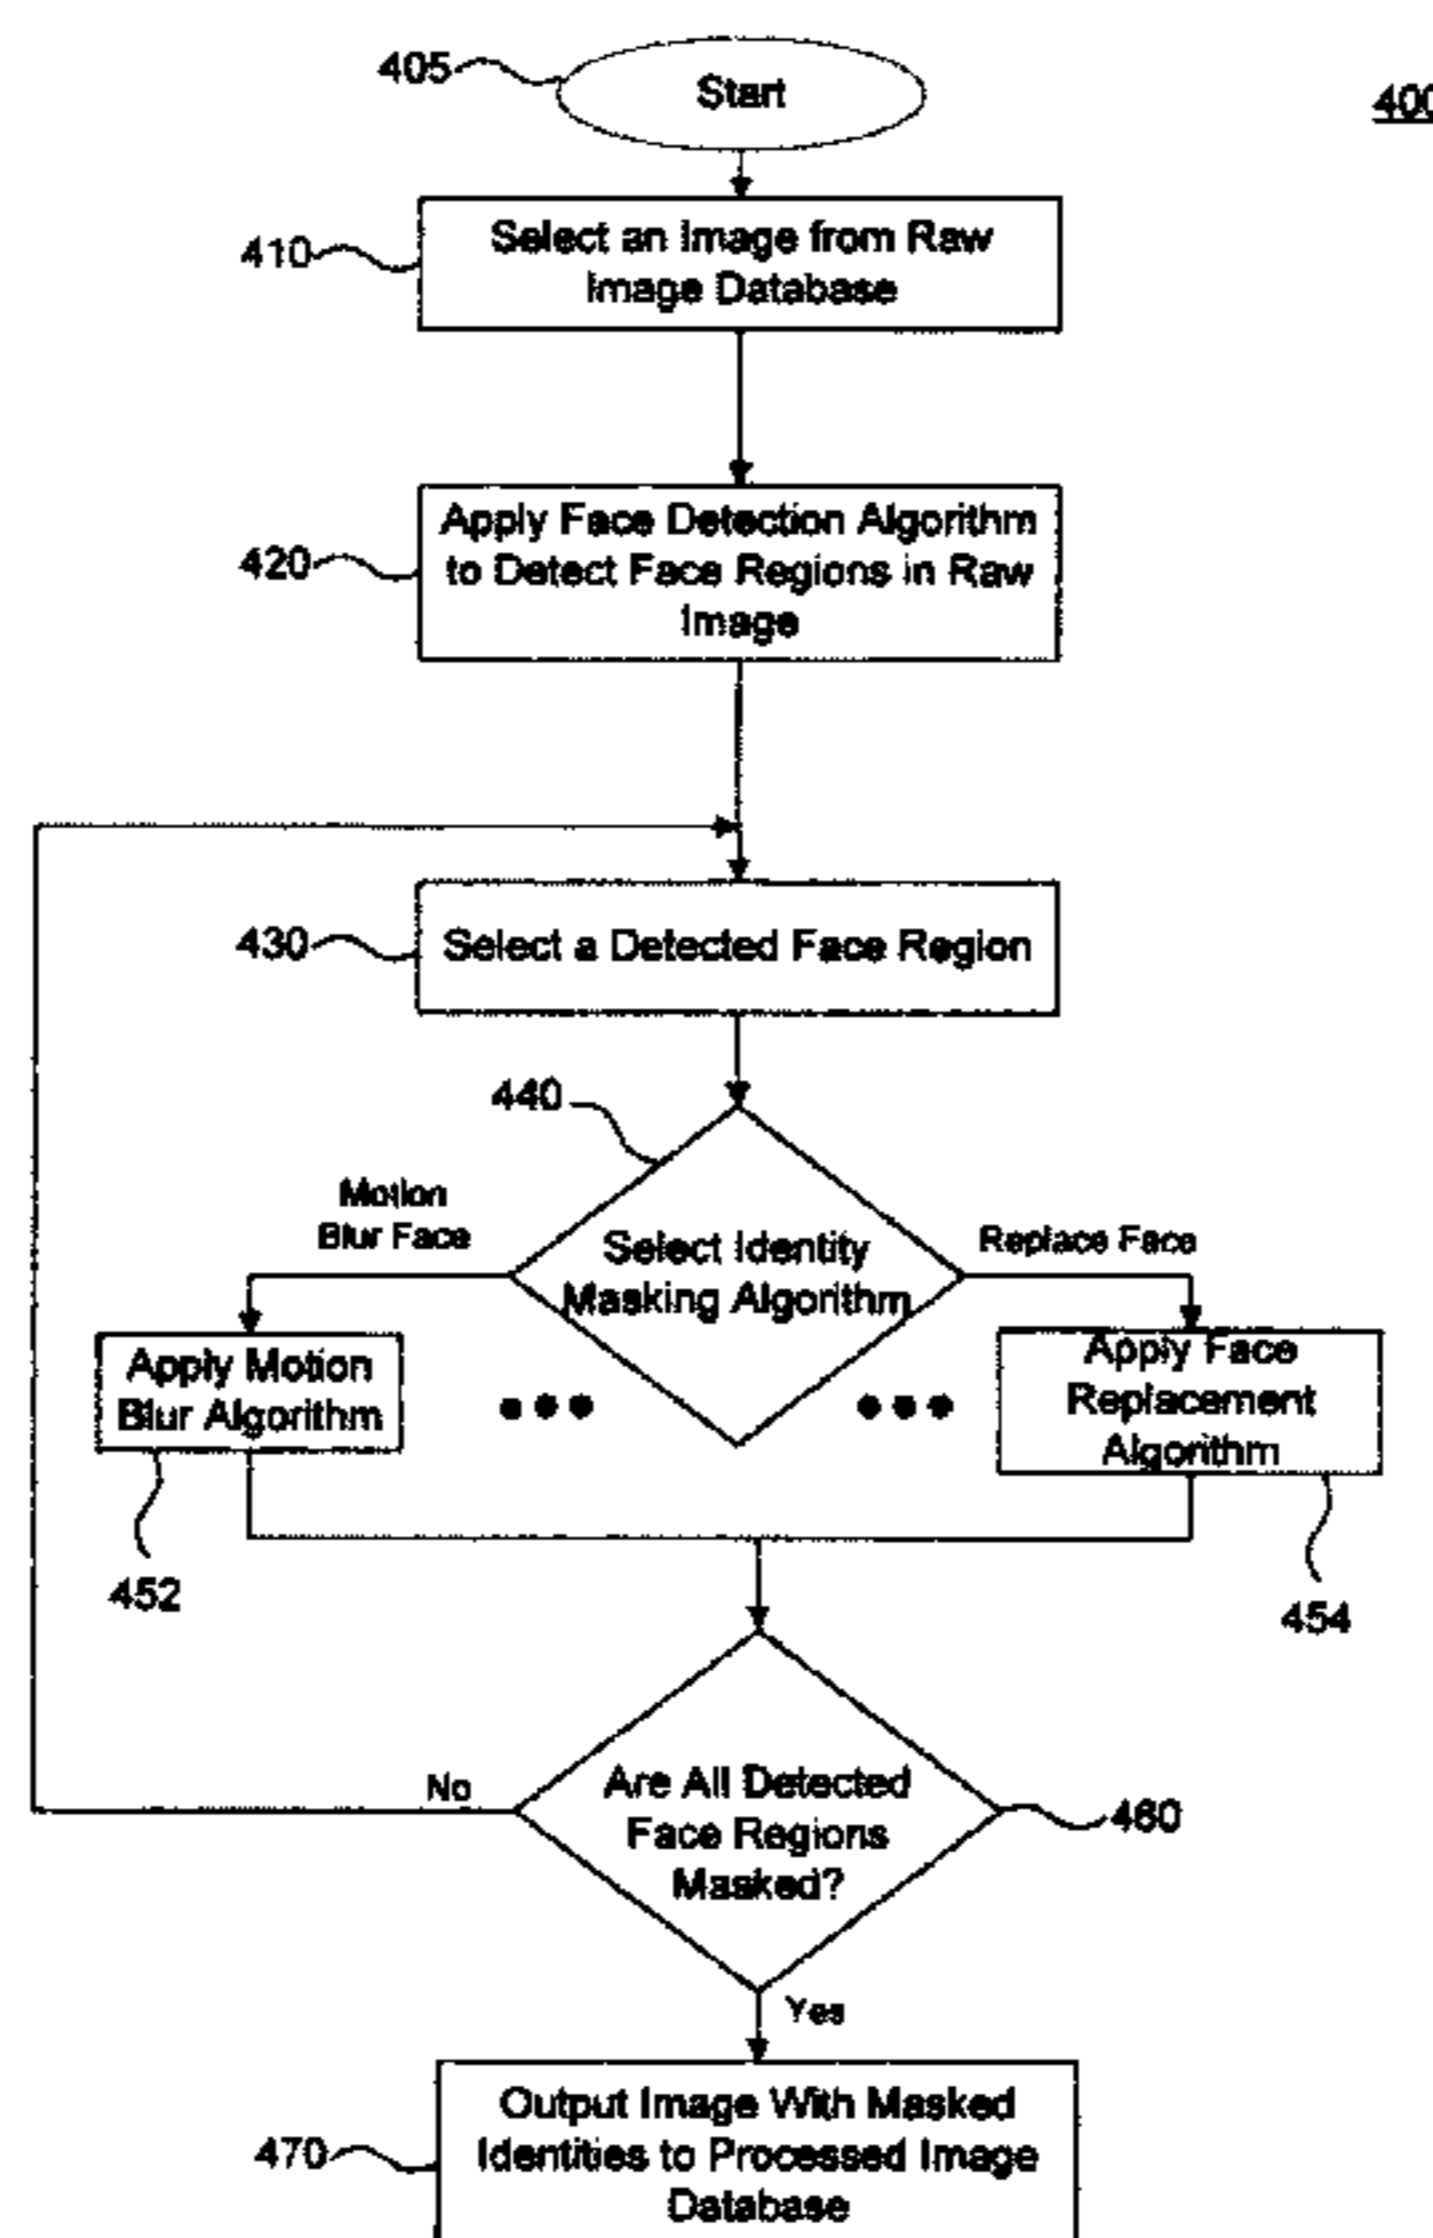 405
Start
400
410
Select an Image from Raw
Image Database
420
Apply Face Detection Algorithm
to Detect Face Regions in Raw
Image
430
Select a Detected Face Region
440
Motion
Blur Face
Select Identity
Masking Algorithm
Replace Face
Apply Motion
Blur Algorithm
Apply Face
Replacement
Algorithm
452
454
No
Are All Detected
Face Regions
Masked?
460
Yes
470
Output Image With Masked
Identities to Processed Image
Database